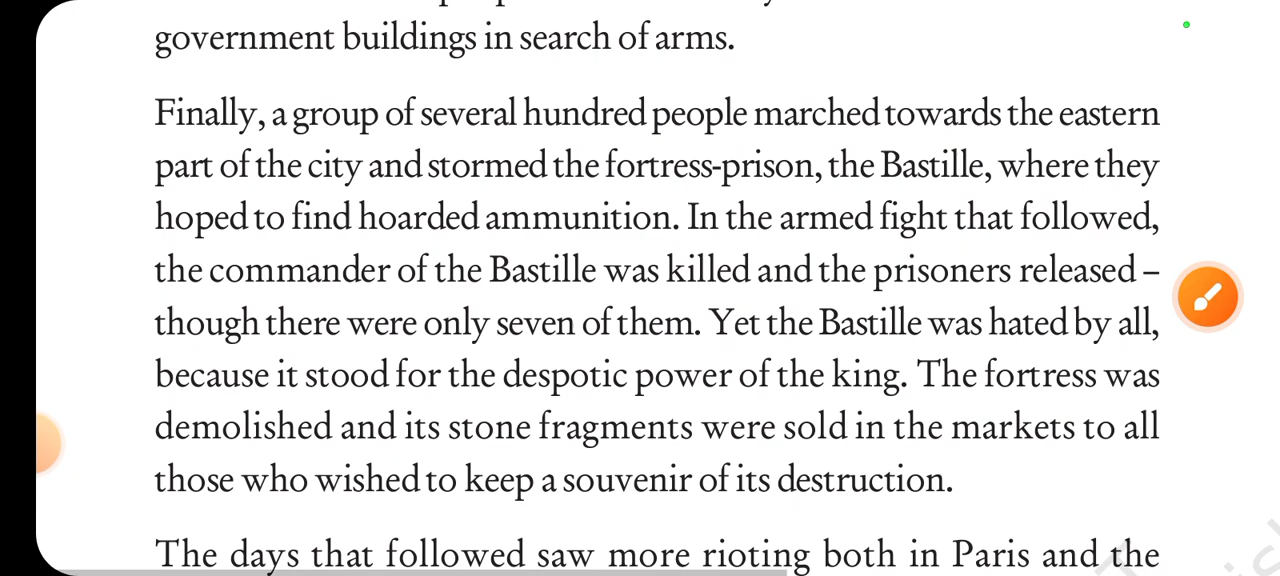 government buildings in search of arms.
Finally, a group of several hundred people marched towards the eastern
part of the city and stormed the fortress-prison, the Bastille, where they
hoped to find hoarded ammunition. In the armed fight that followed,
the commander of the Bastille was killed and the prisoners released –
though there were only seven of them. Yet the Bastille was hated by all,
because it stood for the despotic power of the king. The fortress was
demolished and its stone fragments were sold in the markets to all
those who wished to keep a souvenir of its destruction.
The days that followed saw more rioting both in Paris and the